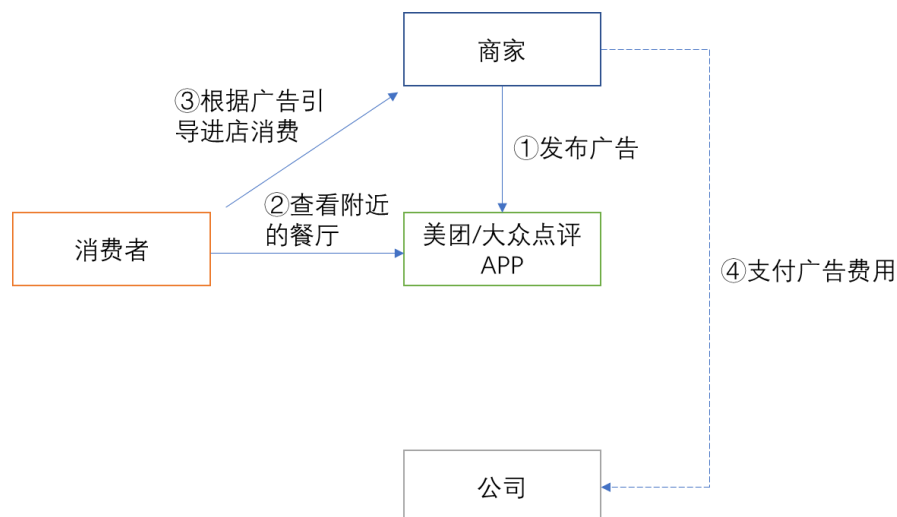 商家
③根据广告引
导进店消费
①发布广告
②查看附近
的餐厅
消费者
美团/大众点评
APP
④支付广告费用
公司